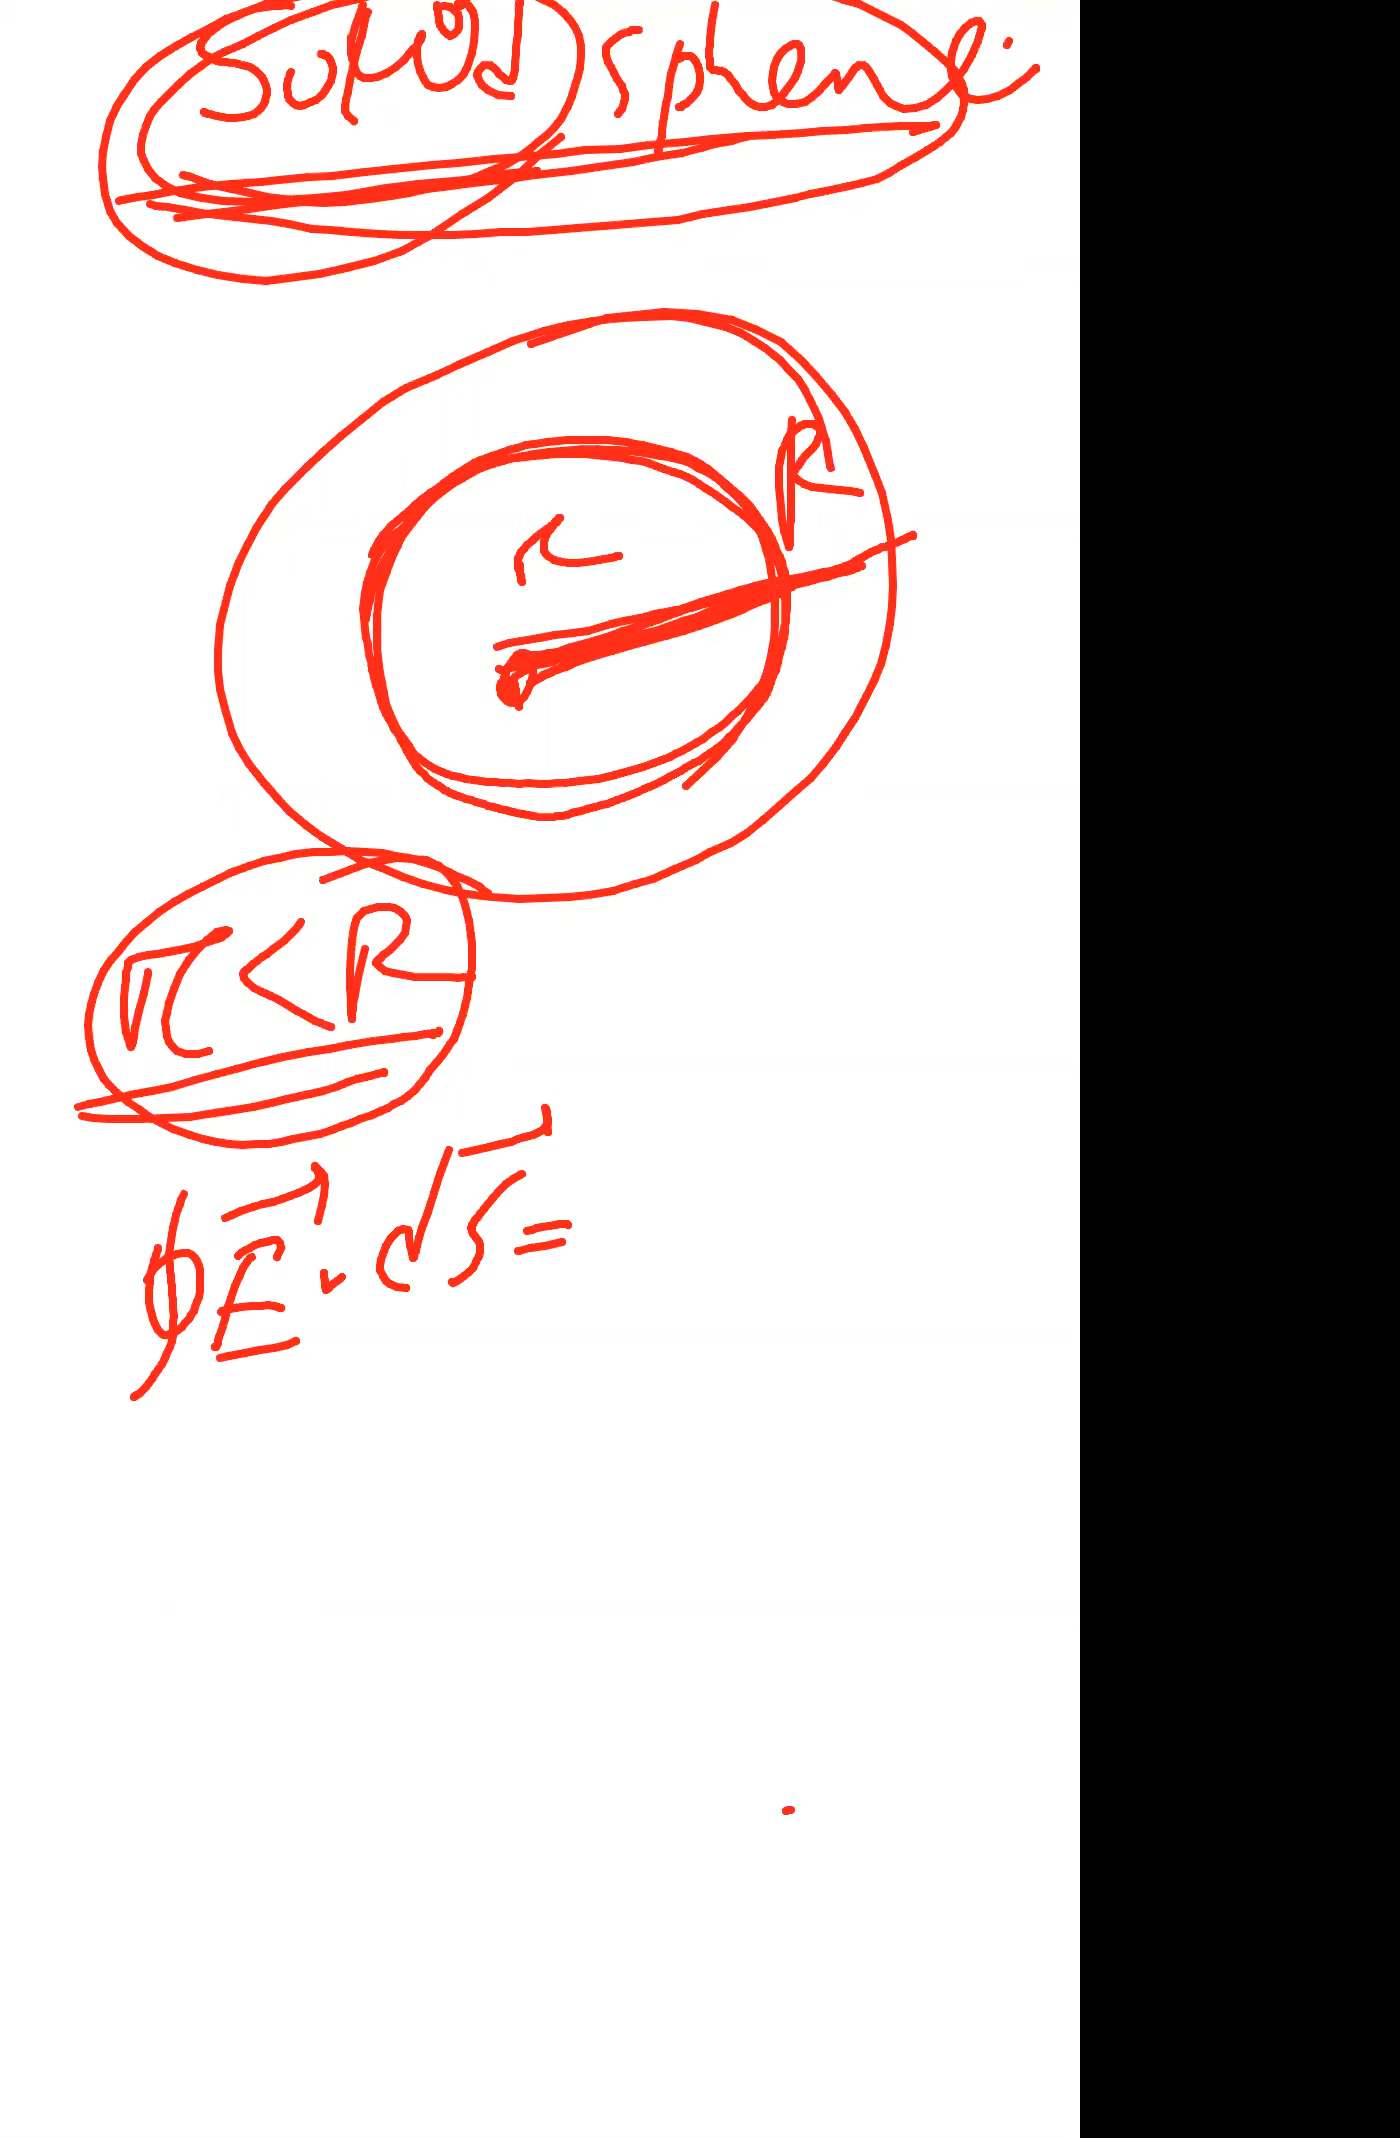 Solid sphere.
R
r
r < R
∮ E⃗ . dS⃗ =